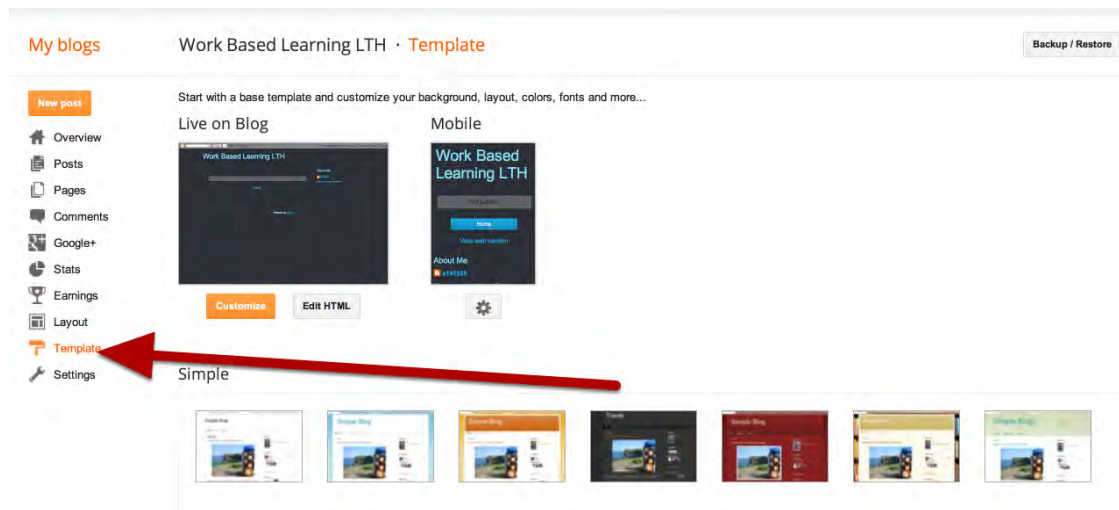 My blogs
Work Based Learning LTH · Template
Backup / Restore
New post
Overview
Posts
Pages
Comments
Google+
Stats
Earnings
Layout
Template
Settings
Start with a base template and customize your background, layout, colors, fonts and more...
Live on Blog
Work Based Learning LTH
Customize
Edit HTML
Mobile
Work Based
Learning LTH
Home
View web version
About Me
Simple
Simple Blog
Simple Blog
Simple Blog
Travel
Simple Blog
Simple Blog